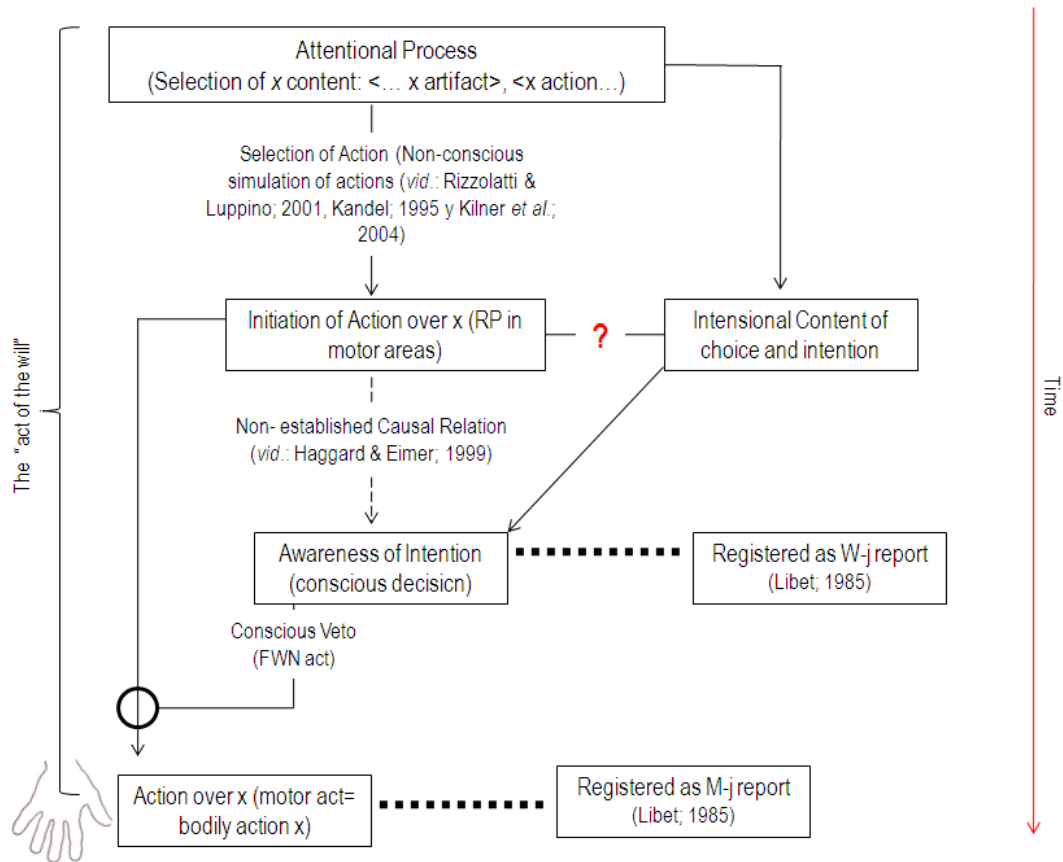 Attentional Process
(Selection of x content: <... x artifact>, <x action...)
Selection of Action (Non-conscious
simulation of actions (vid.: Rizzolatti &
Luppino; 2001, Kandel; 1995 y Kilner et al.;
2004)
Initiation of Action over x (RP in
motor areas)
?
Intensional Content of
choice and intention
The "act of the will"
Time
Non- established Causal Relation
(vid.: Haggard & Eimer; 1999)
Awareness of Intention
(conscious decisicn)
Registered as W-j report
(Libet; 1985)
Conscious Veto
(FWN act)
Action over x (motor act=
bodily action x)
Registered as M-j report
(Libet; 1985)